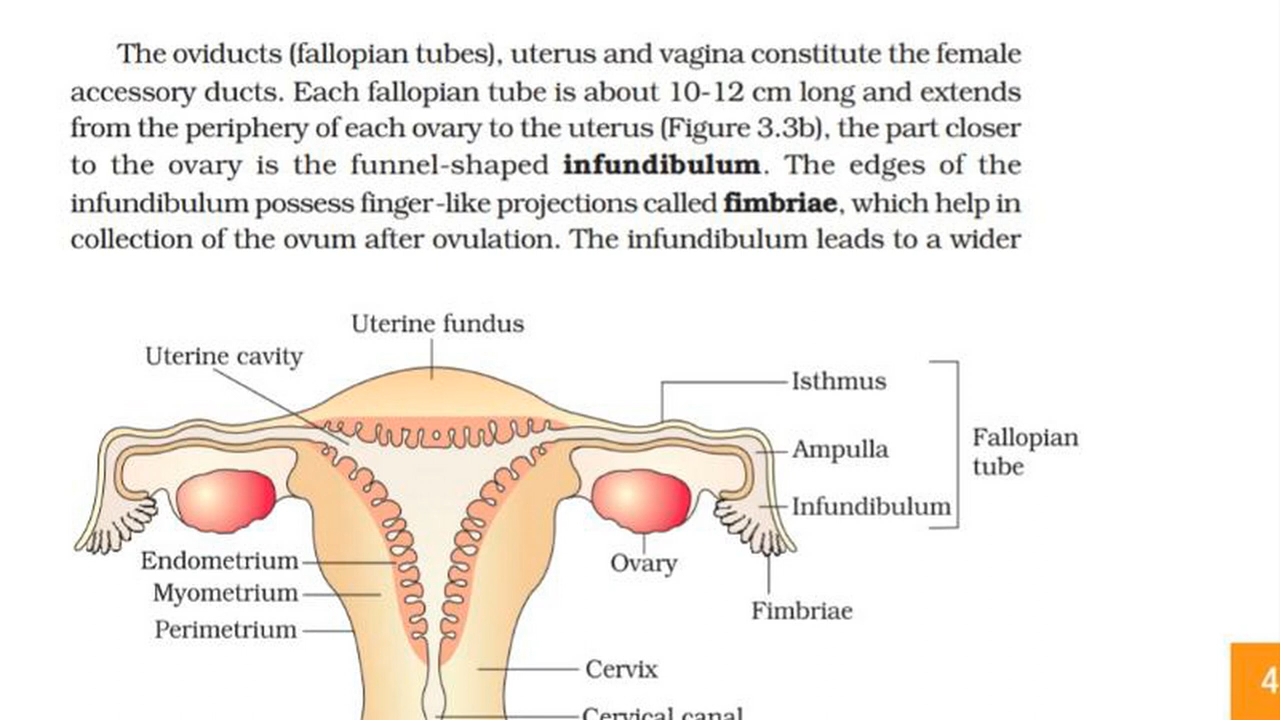 The oviducts (fallopian tubes), uterus and vagina constitute the female
accessory ducts. Each fallopian tube is about 10-12 cm long and extends
from the periphery of each ovary to the uterus (Figure 3.3b), the part closer
to the ovary is the funnel-shaped infundibulum. The edges of the
infundibulum possess finger-like projections called fimbriae, which help in
collection of the ovum after ovulation. The infundibulum leads to a wider
Uterine fundus
Uterine cavity
Isthmus
Ampulla
Fallopian
tube
Infundibulum
Endometrium
Ovary
Myometrium
Fimbriae
Perimetrium
Cervix
Cervical canal
4